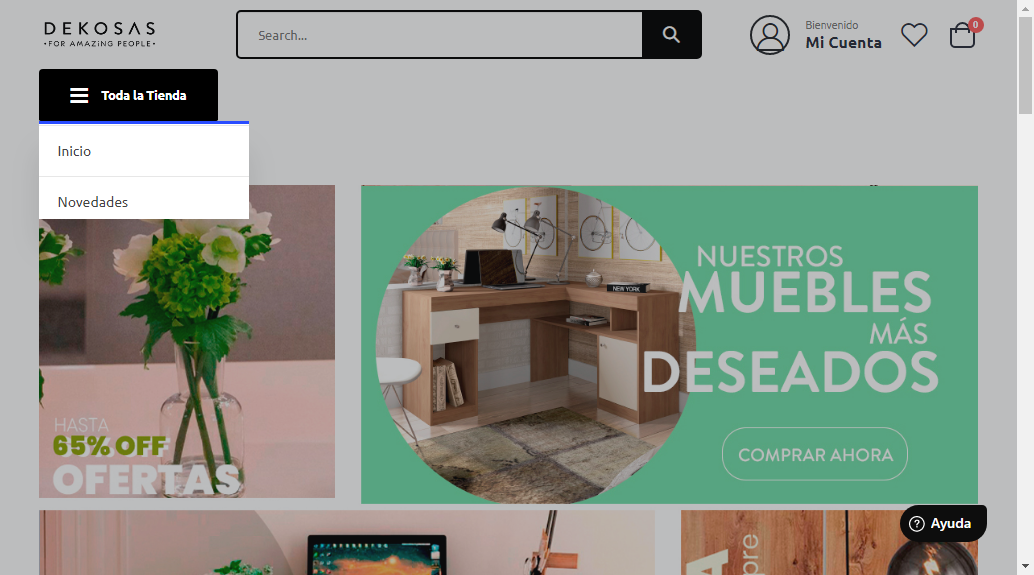 DEKOSAS
•FOR AMAZING PEOPLE•
Search...
Bienvenido
Mi Cuenta
0
Toda la Tienda
Inicio
Novedades
HASTA
65% OFF
OFERTAS
NEW YORK
NUESTROS
MUEBLES
MÁS
DESEADOS
COMPRAR AHORA
Ayuda